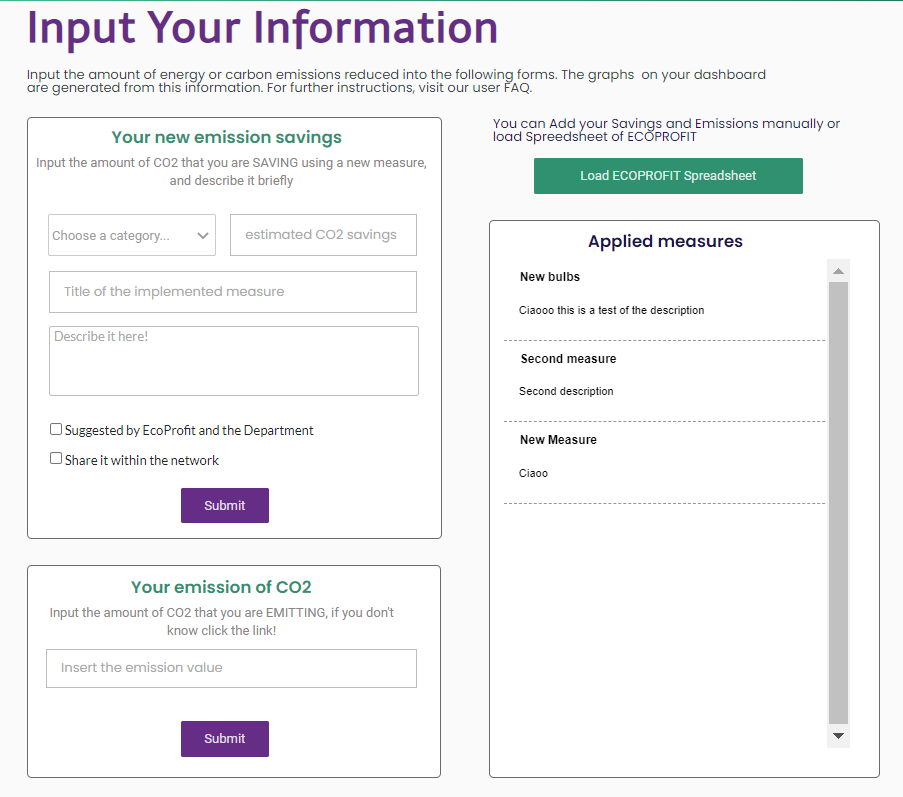 Input Your Information
Input the amount of energy or carbon emissions reduced into the following forms. The graphs  on your dashboard
are generated from this information. For further instructions, visit our user FAQ.
Your new emission savings
Input the amount of CO2 that you are SAVING using a new measure,
and describe it briefly
Choose a category...
estimated CO2 savings
Title of the implemented measure
Describe it here!
Suggested by EcoProfit and the Department
Share it within the network
Submit
Your emission of CO2
Input the amount of CO2 that you are EMITTING, if you don't
know click the link!
Insert the emission value
Submit
You can Add your Savings and Emissions manually or
load Spreedsheet of ECOPROFIT
Load ECOPROFIT Spreadsheet
Applied measures
New bulbs
Ciaooo this is a test of the description
Second measure
Second description
New Measure
Ciaoo